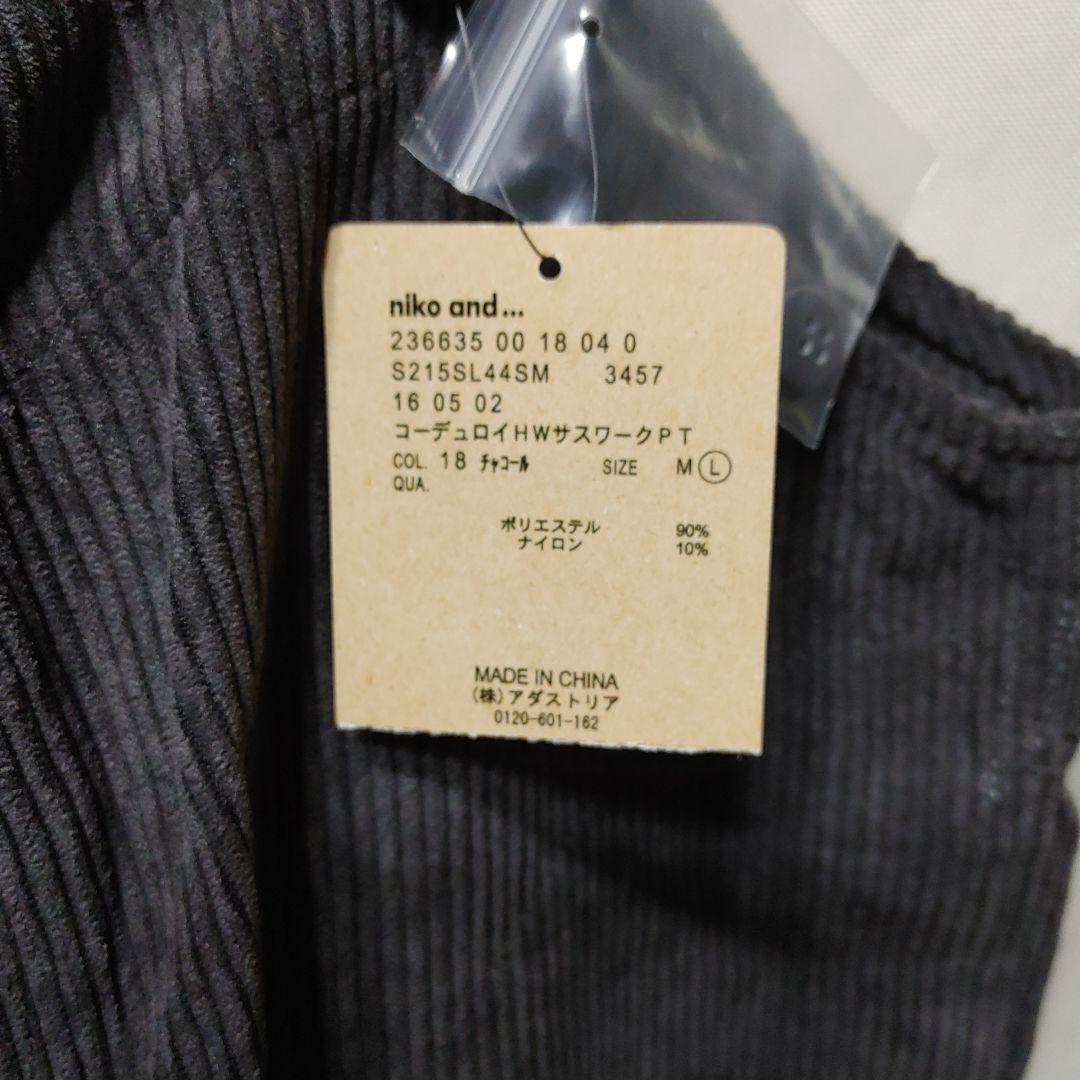 niko and...
236635 00 18 04 0
S215SL44SM 3457
16 05 02
コーデュロイHWサスワークPT
COL. 18 ﾁｬｺｰﾙ SIZE M Ⓛ
QUA.
ポリエステル 90%
ナイロン 10%
MADE IN CHINA
(株)アダストリア
0120-601-162